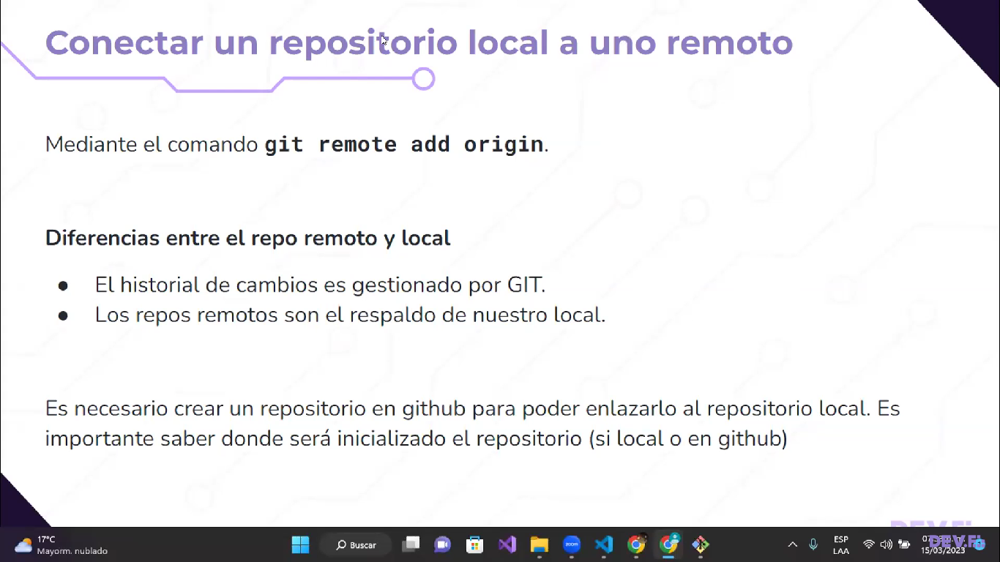 Conectar un repositorio local a uno remoto
Mediante el comando git remote add origin.
Diferencias entre el repo remoto y local
● El historial de cambios es gestionado por GIT.
● Los repos remotos son el respaldo de nuestro local.
Es necesario crear un repositorio en github para poder enlazarlo al repositorio local. Es
importante saber donde será inicializado el repositorio (si local o en github)
DEV.F
17°C
Mayorm. nublado
Buscar
zoom
ESP
LAA
DEV.F
15/03/2023